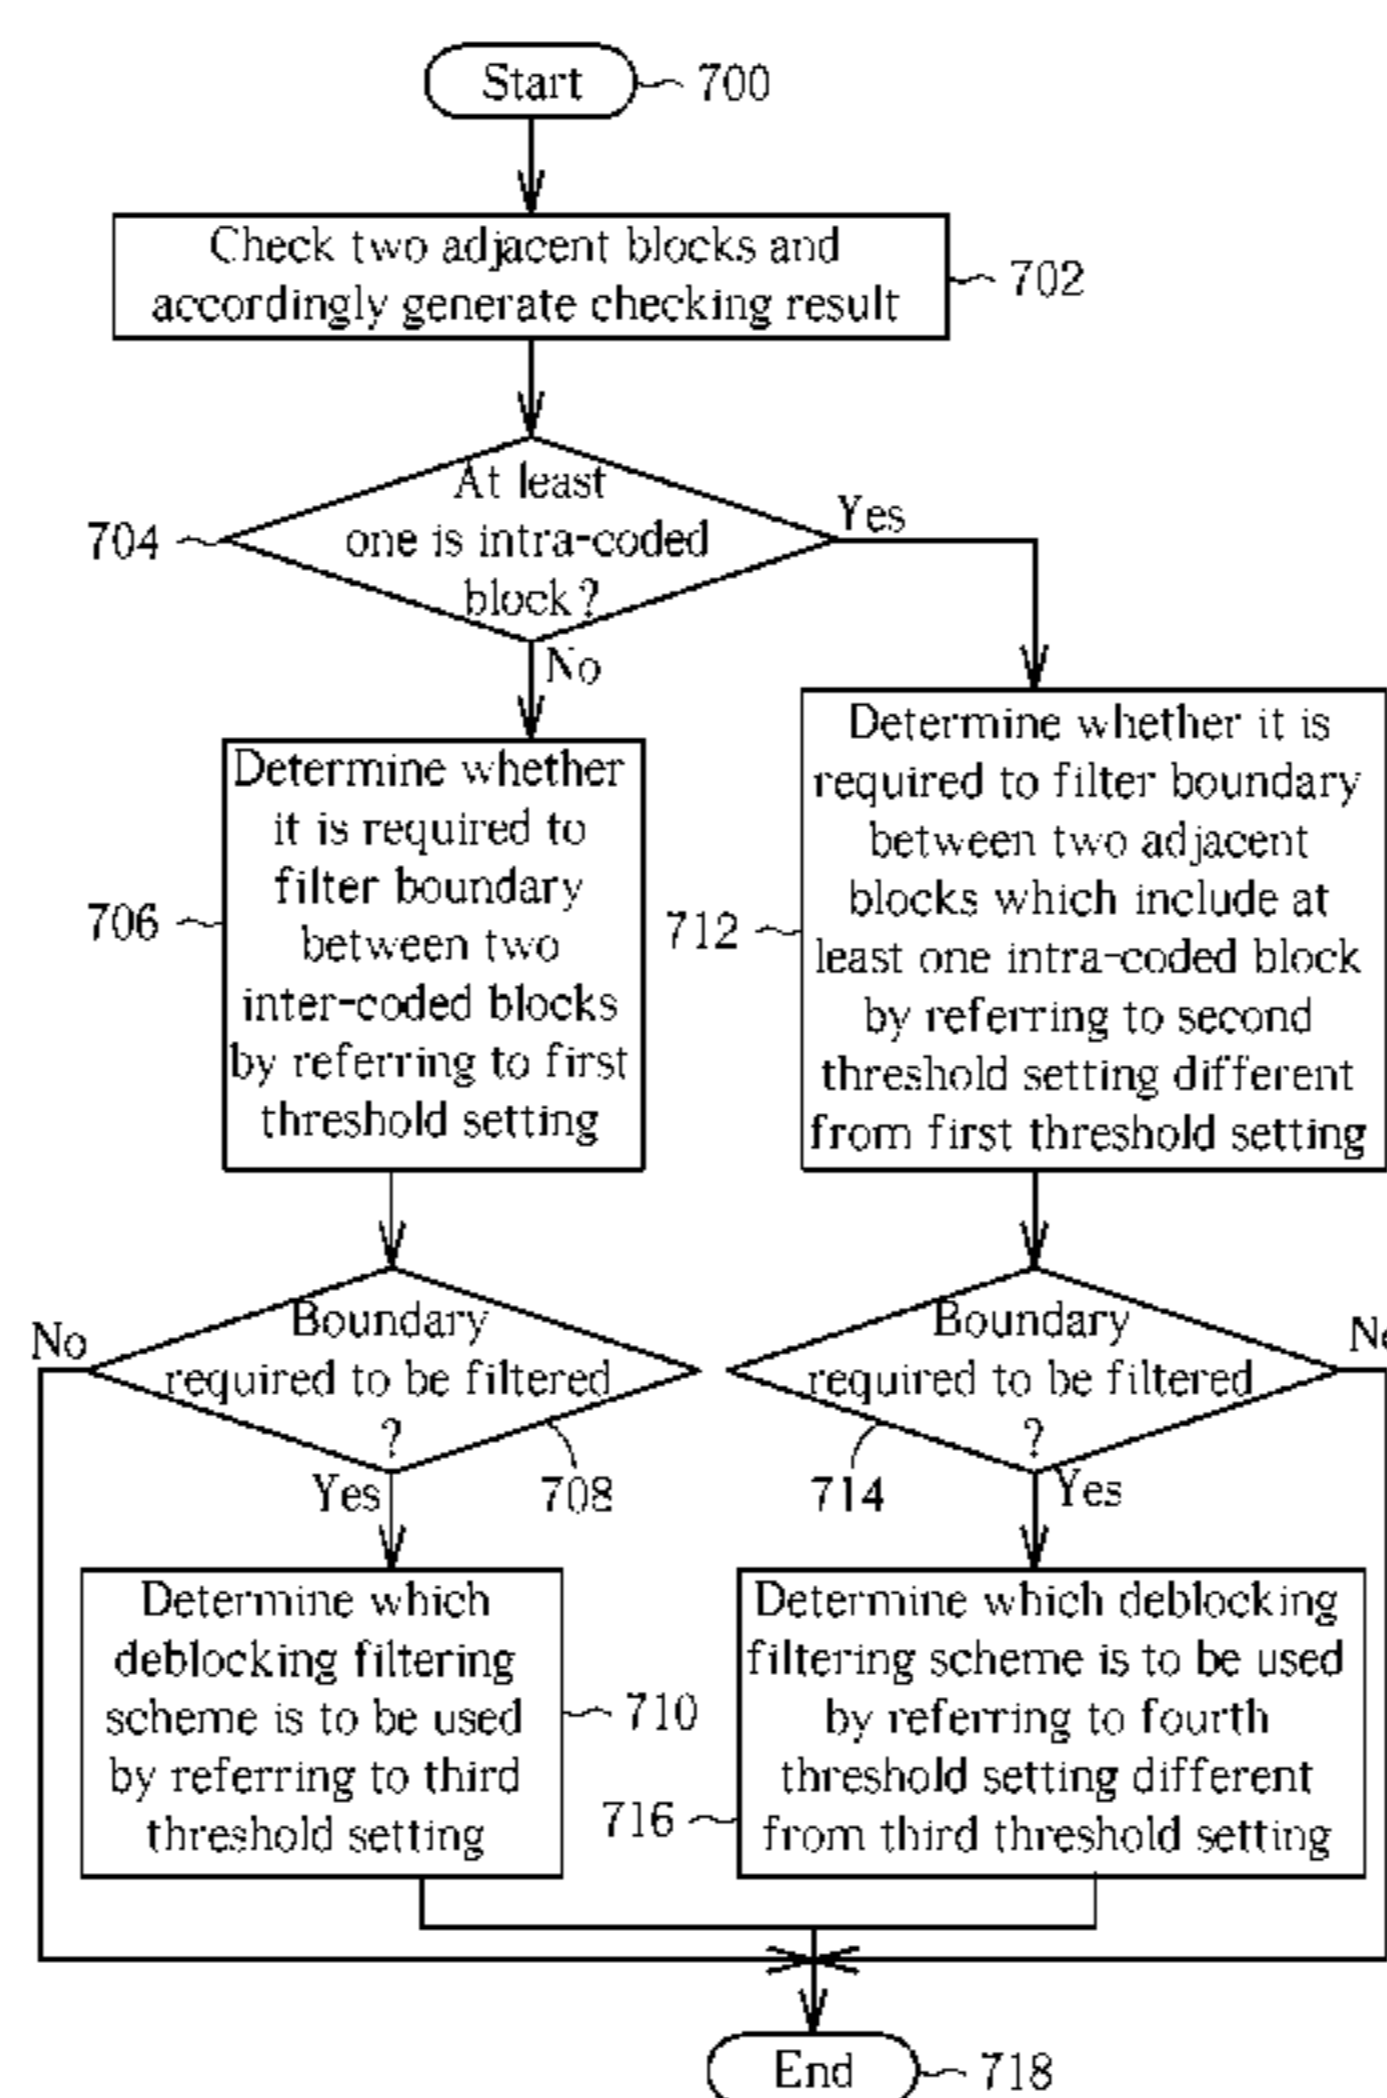 Start
700
Check two adjacent blocks and
accordingly generate checking result
702
At least
one is intra-coded
block?
704
Yes
No
Determine whether
it is required to
filter boundary
between two
inter-coded blocks
by referring to first
threshold setting
706
Determine whether it is
required to filter boundary
between two adjacent
blocks which include at
least one intra-coded block
by referring to second
threshold setting different
from first threshold setting
712
No
Boundary
required to be filtered
?
Yes
708
Boundary
required to be filtered
?
714
Yes
Determine which
deblocking filtering
scheme is to be used
by referring to third
threshold setting
710
Determine which deblocking
filtering scheme is to be used
by referring to fourth
threshold setting different
from third threshold setting
716
End
718